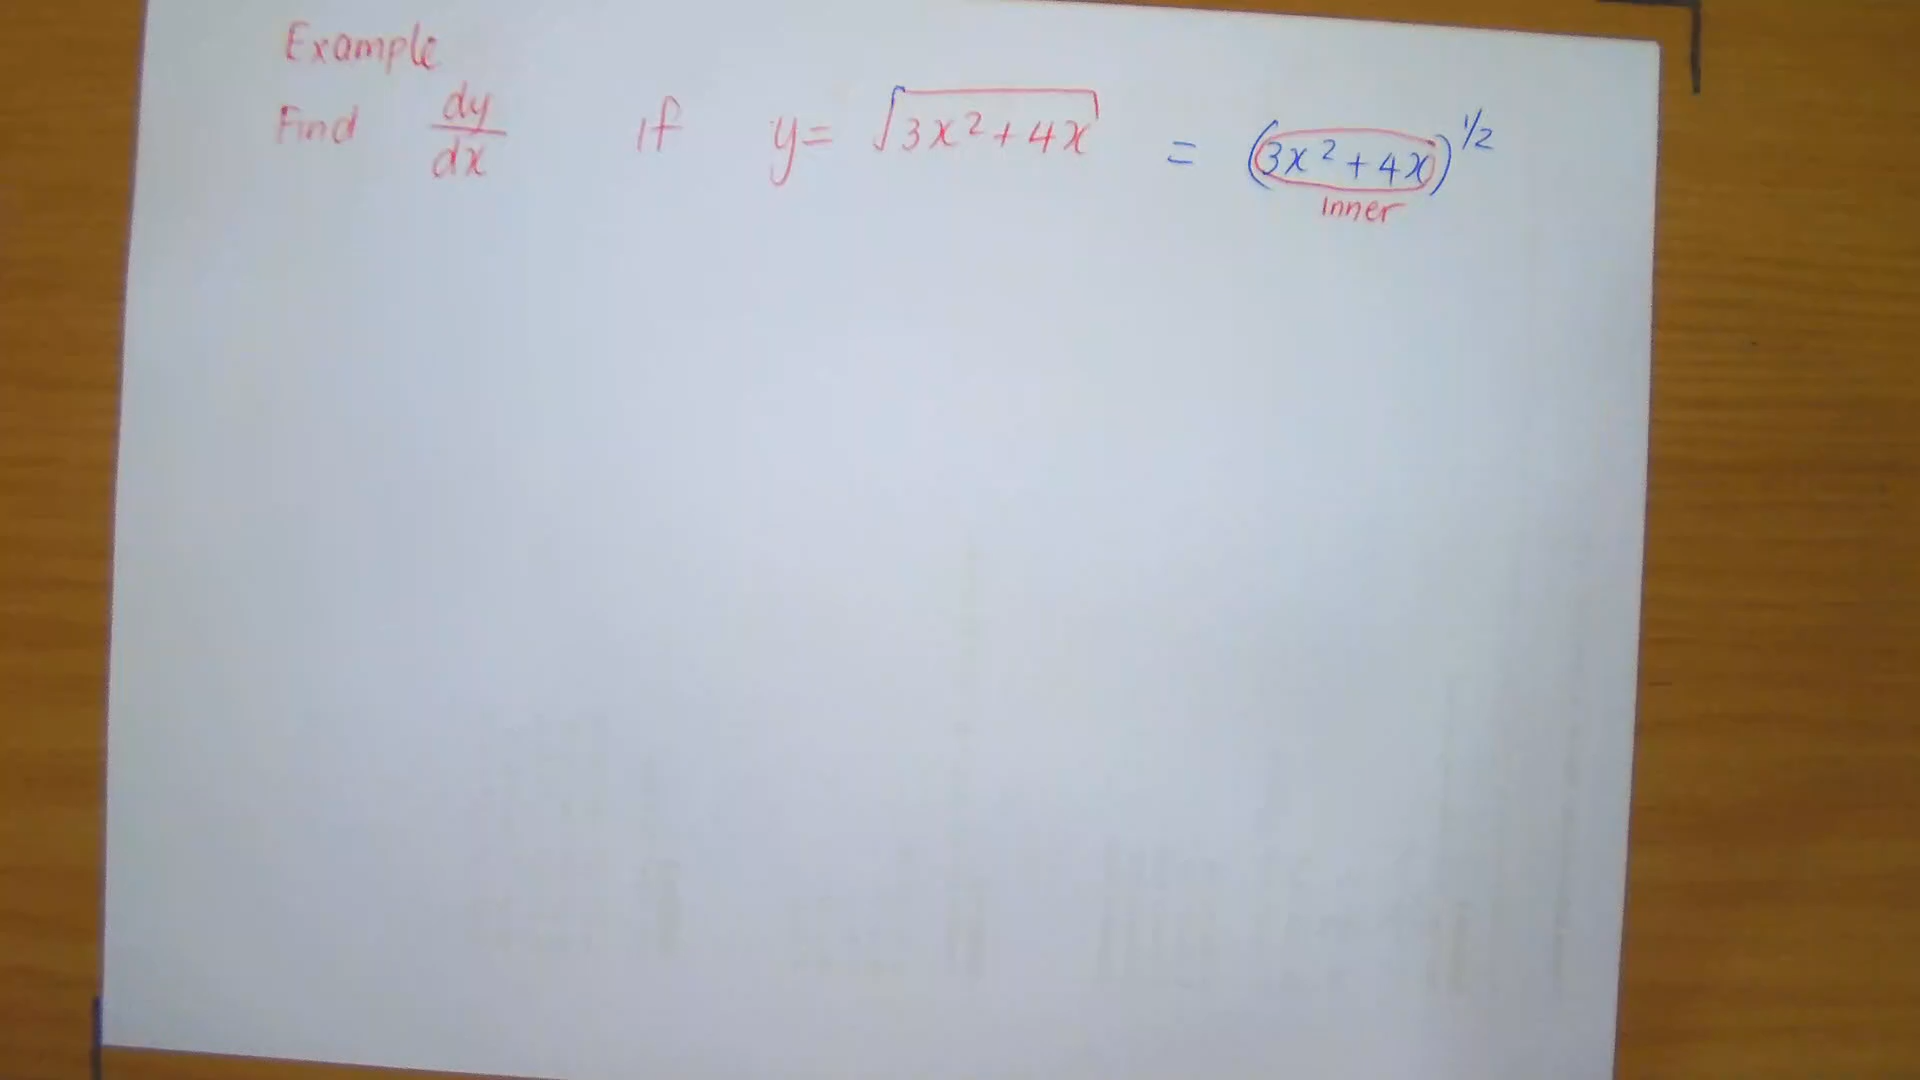 Example
Find dy/dx if y = √(3x² + 4x) = (3x² + 4x)^1/2
inner